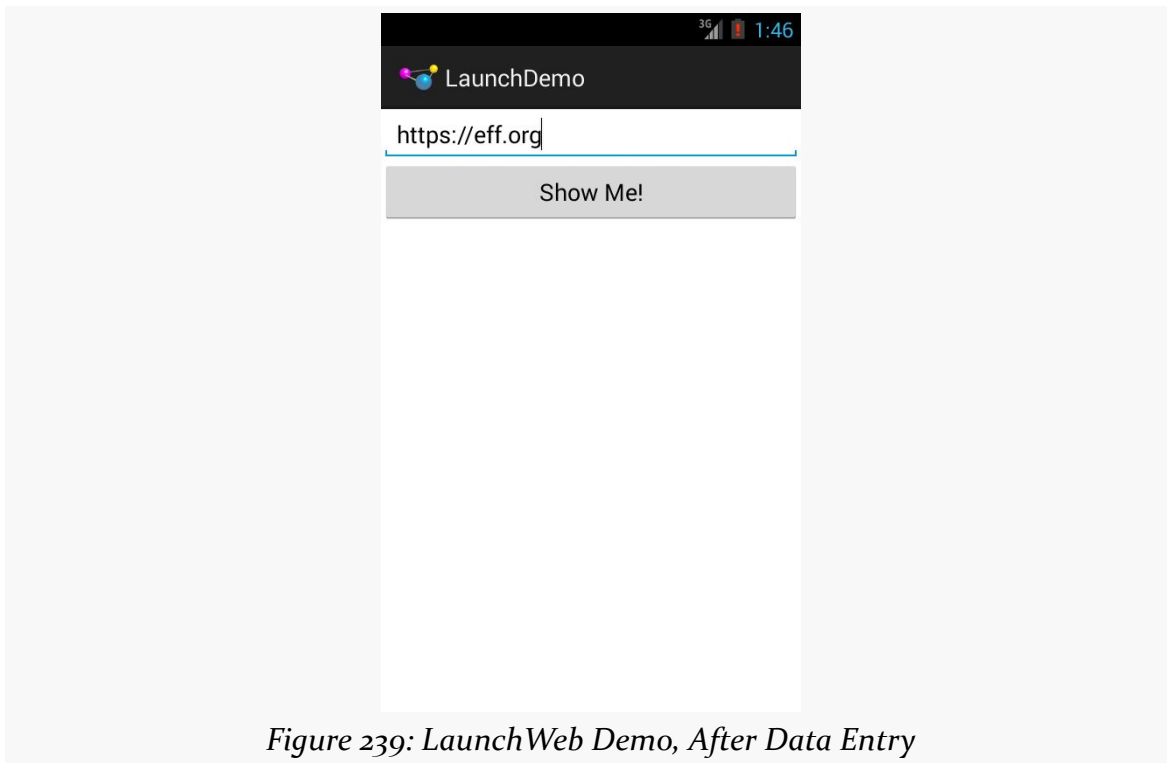 3G 1:46
LaunchDemo
https://eff.org
Show Me!
Figure 239: LaunchWeb Demo, After Data Entry